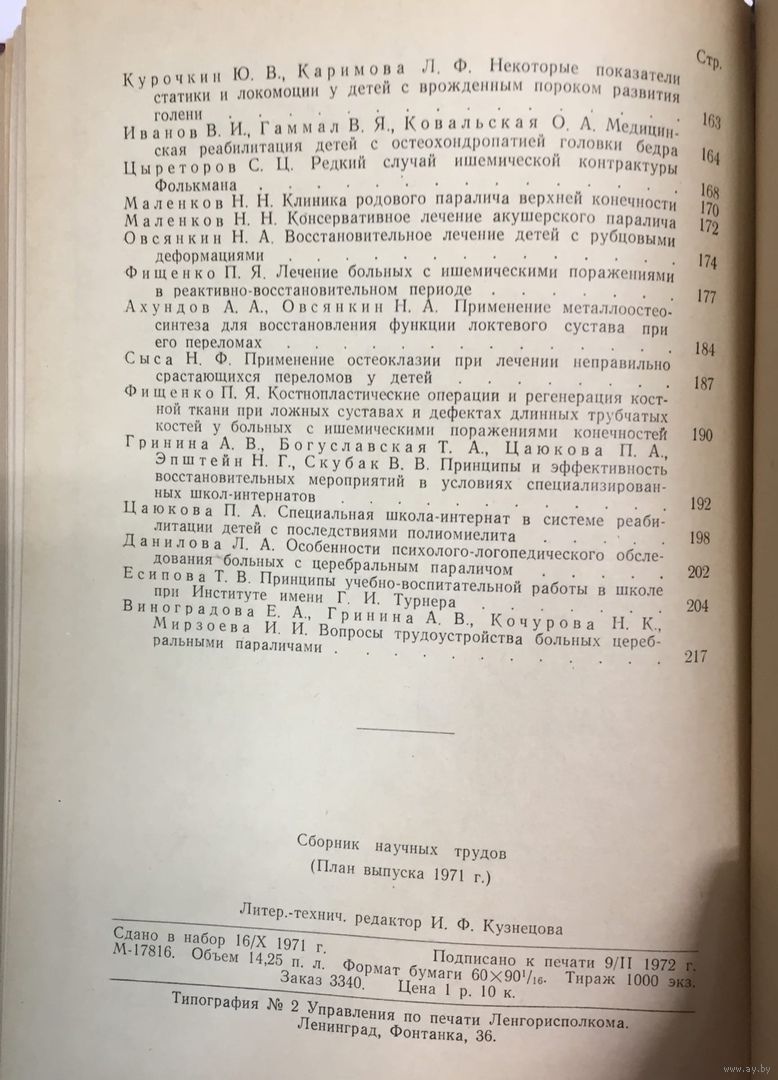 Стр.
Курочкин Ю. В., Каримова Л. Ф. Некоторые показатели
статики и локомоции у детей с врожденным пороком развития
голени . . . . . . . . . . . . . . 163
Иванов В. И., Гаммал В. Я., Ковальская О. А. Медицин-
ская реабилитация детей с остеохондропатией головки бедра 164
Цыреторов С. Ц. Редкий случай ишемической контрактуры
Фолькмана . . . . . . . . . . . . . 168
Маленков Н. Н. Клиника родового паралича верхней конечности 170
Маленков Н. Н. Консервативное лечение акушерского паралича 172
Овсянкин Н. А. Восстановительное лечение детей с рубцовыми
деформациями . . . . . . . . . . . . 174
Фищенко П. Я. Лечение больных с ишемическими поражениями
в реактивно-восстановительном периоде . . . . . . 177
Ахундов А. А., Овсянкин Н. А. Применение металлоостео-
синтеза для восстановления функции локтевого сустава при
его переломах . . . . . . . . . . . . 184
Сыса Н. Ф. Применение остеоклазии при лечении неправильно
срастающихся переломов у детей . . . . . . . 187
Фищенко П. Я. Костнопластические операции и регенерация кост-
ной ткани при ложных суставах и дефектах длинных трубчатых
костей у больных с ишемическими поражениями конечностей 190
Гринина А. В., Богуславская Т. А., Цаюкова П. А.,
Эпштейн Н. Г., Скубак В. В. Принципы и эффективность
восстановительных мероприятий в условиях специализирован-
ных школ-интернатов . . . . . . . . . . 192
Цаюкова П. А. Специальная школа-интернат в системе реаби-
литации детей с последствиями полиомиелита . . . . . 198
Данилова Л. А. Особенности психолого-логопедического обсле-
дования больных с церебральным параличом . . . . . 202
Есипова Т. В. Принципы учебно-воспитательной работы в школе
при Институте имени Г. И. Турнера . . . . . . . 204
Виноградова Е. А., Гринина А. В., Кочурова Н. К.,
Мирзоева И. И. Вопросы трудоустройства больных цереб-
ральными параличами . . . . . . . . . . 217
Сборник научных трудов
(План выпуска 1971 г.)
Литер.-технич. редактор И. Ф. Кузнецова
Сдано в набор 16/X 1971 г. Подписано к печати 9/II 1972 г.
М-17816. Объем 14,25 п. л. Формат бумаги 60×90¹/₁₆. Тираж 1000 экз.
Заказ 3340. Цена 1 р. 10 к.
Типография № 2 Управления по печати Ленгорисполкома.
Ленинград, Фонтанка, 36.
www.ay.by